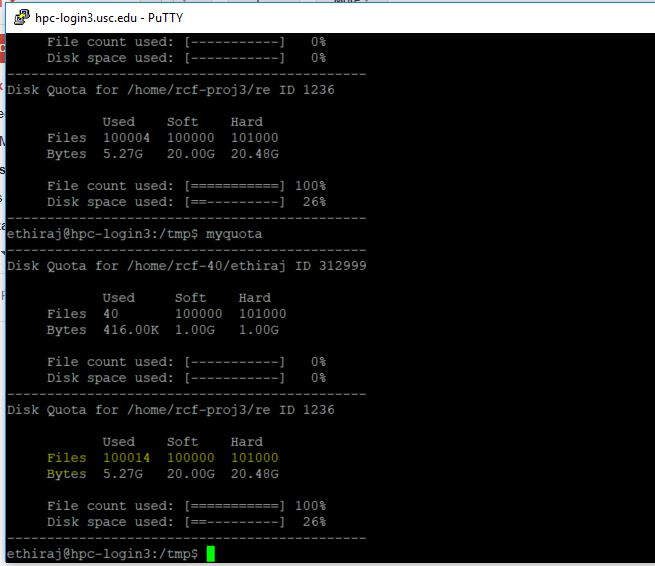 hpc-login3.usc.edu - PuTTY
File count used: [-----------] 0%
Disk space used: [-----------] 0%
---------------------------------------------
Disk Quota for /home/rcf-proj3/re ID 1236
Used Soft Hard
Files 100004 100000 101000
Bytes 5.27G 20.00G 20.48G
File count used: [===========] 100%
Disk space used: [==---------] 26%
---------------------------------------------
ethiraj@hpc-login3:/tmp$ myquota
---------------------------------------------
Disk Quota for /home/rcf-40/ethiraj ID 312999
Used Soft Hard
Files 40 100000 101000
Bytes 416.00K 1.00G 1.00G
File count used: [-----------] 0%
Disk space used: [-----------] 0%
---------------------------------------------
Disk Quota for /home/rcf-proj3/re ID 1236
Used Soft Hard
Files 100014 100000 101000
Bytes 5.27G 20.00G 20.48G
File count used: [===========] 100%
Disk space used: [==---------] 26%
---------------------------------------------
ethiraj@hpc-login3:/tmp$